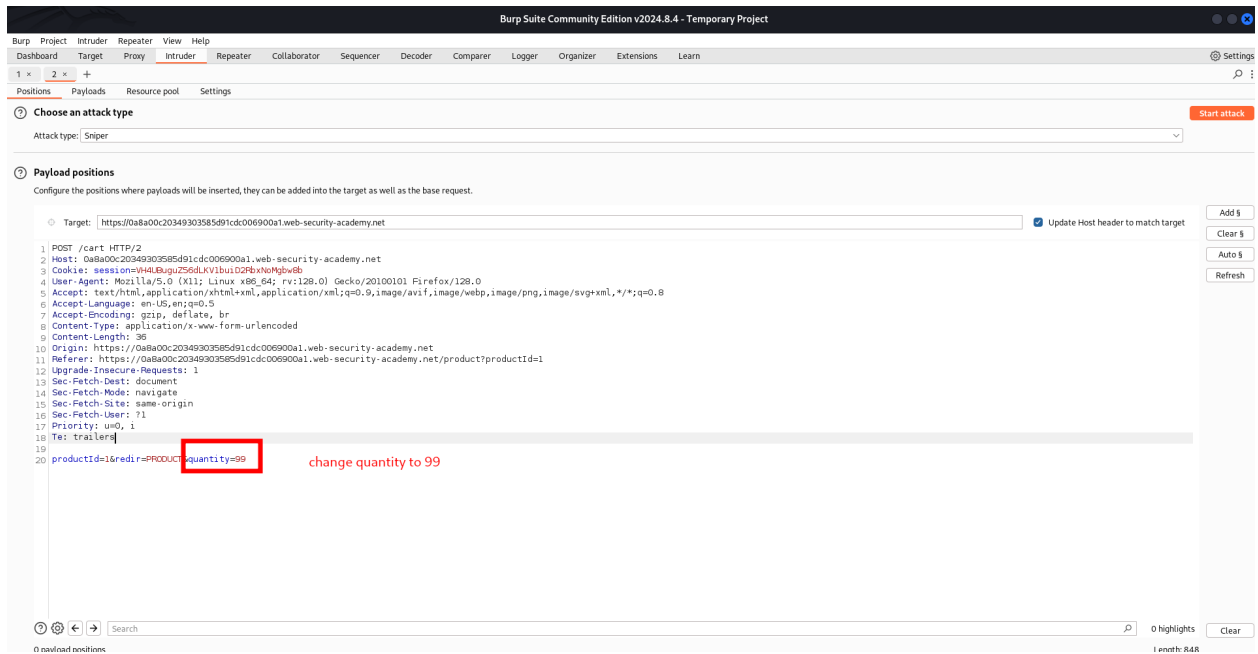 Burp Suite Community Edition v2024.8.4 - Temporary Project
Burp Project Intruder Repeater View Help
Dashboard Target Proxy Intruder Repeater Collaborator Sequencer Decoder Comparer Logger Organizer Extensions Learn Settings
1 × 2 × +
Positions Payloads Resource pool Settings
? Choose an attack type Start attack
Attack type: Sniper
? Payload positions
Configure the positions where payloads will be inserted, they can be added into the target as well as the base request.
Target: https://0a8a00c20349303585d91cdc006900a1.web-security-academy.net Update Host header to match target Add §
Clear §
Auto §
Refresh
1 POST /cart HTTP/2
2 Host: 0a8a00c20349303585d91cdc006900a1.web-security-academy.net
3 Cookie: session=VH4UBuguZ56dLKV1buiD2RbxNoMgbw8b
4 User-Agent: Mozilla/5.0 (X11; Linux x86_64; rv:128.0) Gecko/20100101 Firefox/128.0
5 Accept: text/html,application/xhtml+xml,application/xml;q=0.9,image/avif,image/webp,image/png,image/svg+xml,*/*;q=0.8
6 Accept-Language: en-US,en;q=0.5
7 Accept-Encoding: gzip, deflate, br
8 Content-Type: application/x-www-form-urlencoded
9 Content-Length: 36
10 Origin: https://0a8a00c20349303585d91cdc006900a1.web-security-academy.net
11 Referer: https://0a8a00c20349303585d91cdc006900a1.web-security-academy.net/product?productId=1
12 Upgrade-Insecure-Requests: 1
13 Sec-Fetch-Dest: document
14 Sec-Fetch-Mode: navigate
15 Sec-Fetch-Site: same-origin
16 Sec-Fetch-User: ?1
17 Priority: u=0, i
18 Te: trailers
19
20 productId=1&redir=PRODUCT&quantity=99 change quantity to 99
? Search 0 highlights Clear
0 payload positions Length: 848